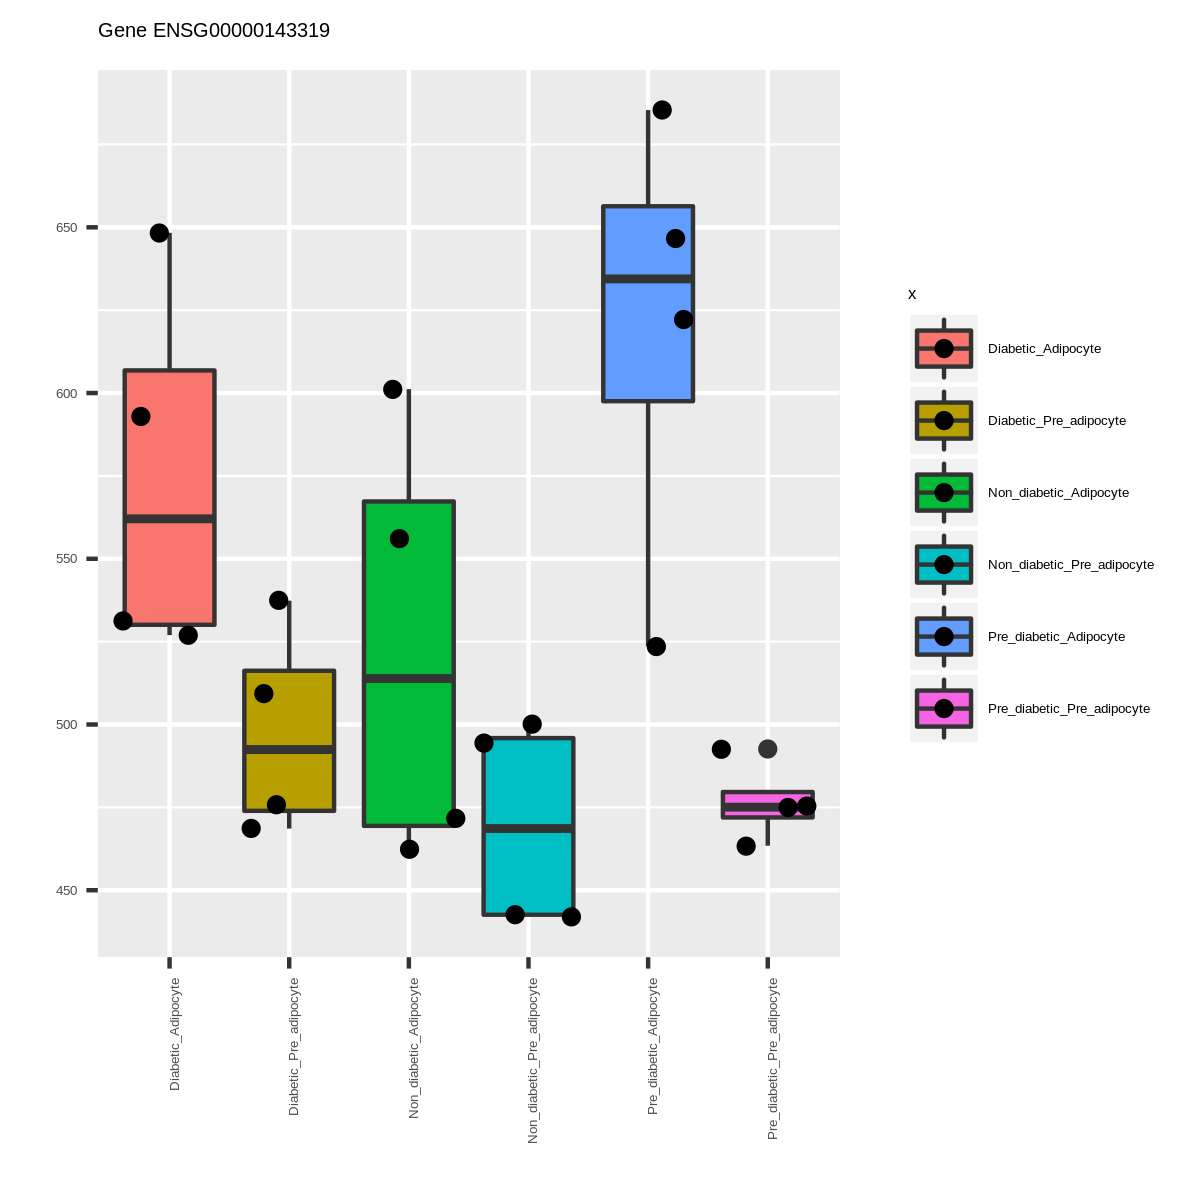 Gene ENSG00000143319
650
600
550
500
450
Diabetic_Adipocyte
Diabetic_Pre_adipocyte
Non_diabetic_Adipocyte
Non_diabetic_Pre_adipocyte
Pre_diabetic_Adipocyte
Pre_diabetic_Pre_adipocyte
x
Diabetic_Adipocyte
Diabetic_Pre_adipocyte
Non_diabetic_Adipocyte
Non_diabetic_Pre_adipocyte
Pre_diabetic_Adipocyte
Pre_diabetic_Pre_adipocyte